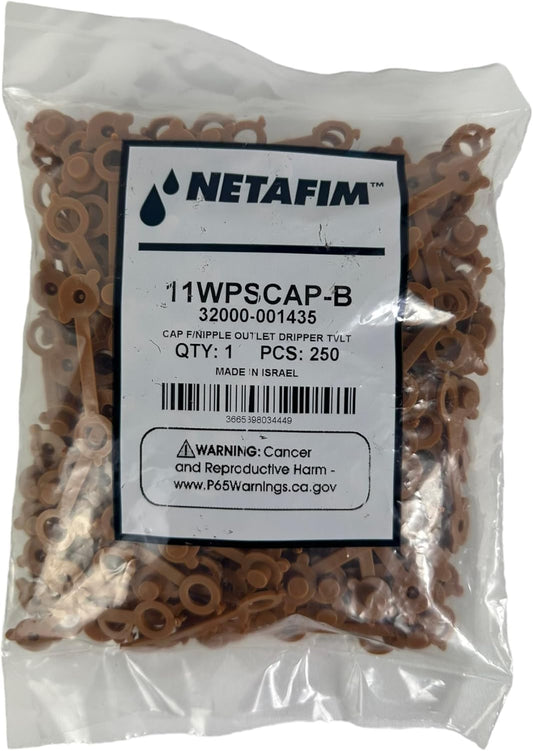 NETAFIM™
11WPSCAP-B
32000-001435
CAP F/NIPPLE OUTLET DRIPPER TVLT
QTY: 1 PCS: 250
MADE IN ISRAEL
3665398034449
⚠WARNING: Cancer
and Reproductive Harm -
www.P65Warnings.ca.gov